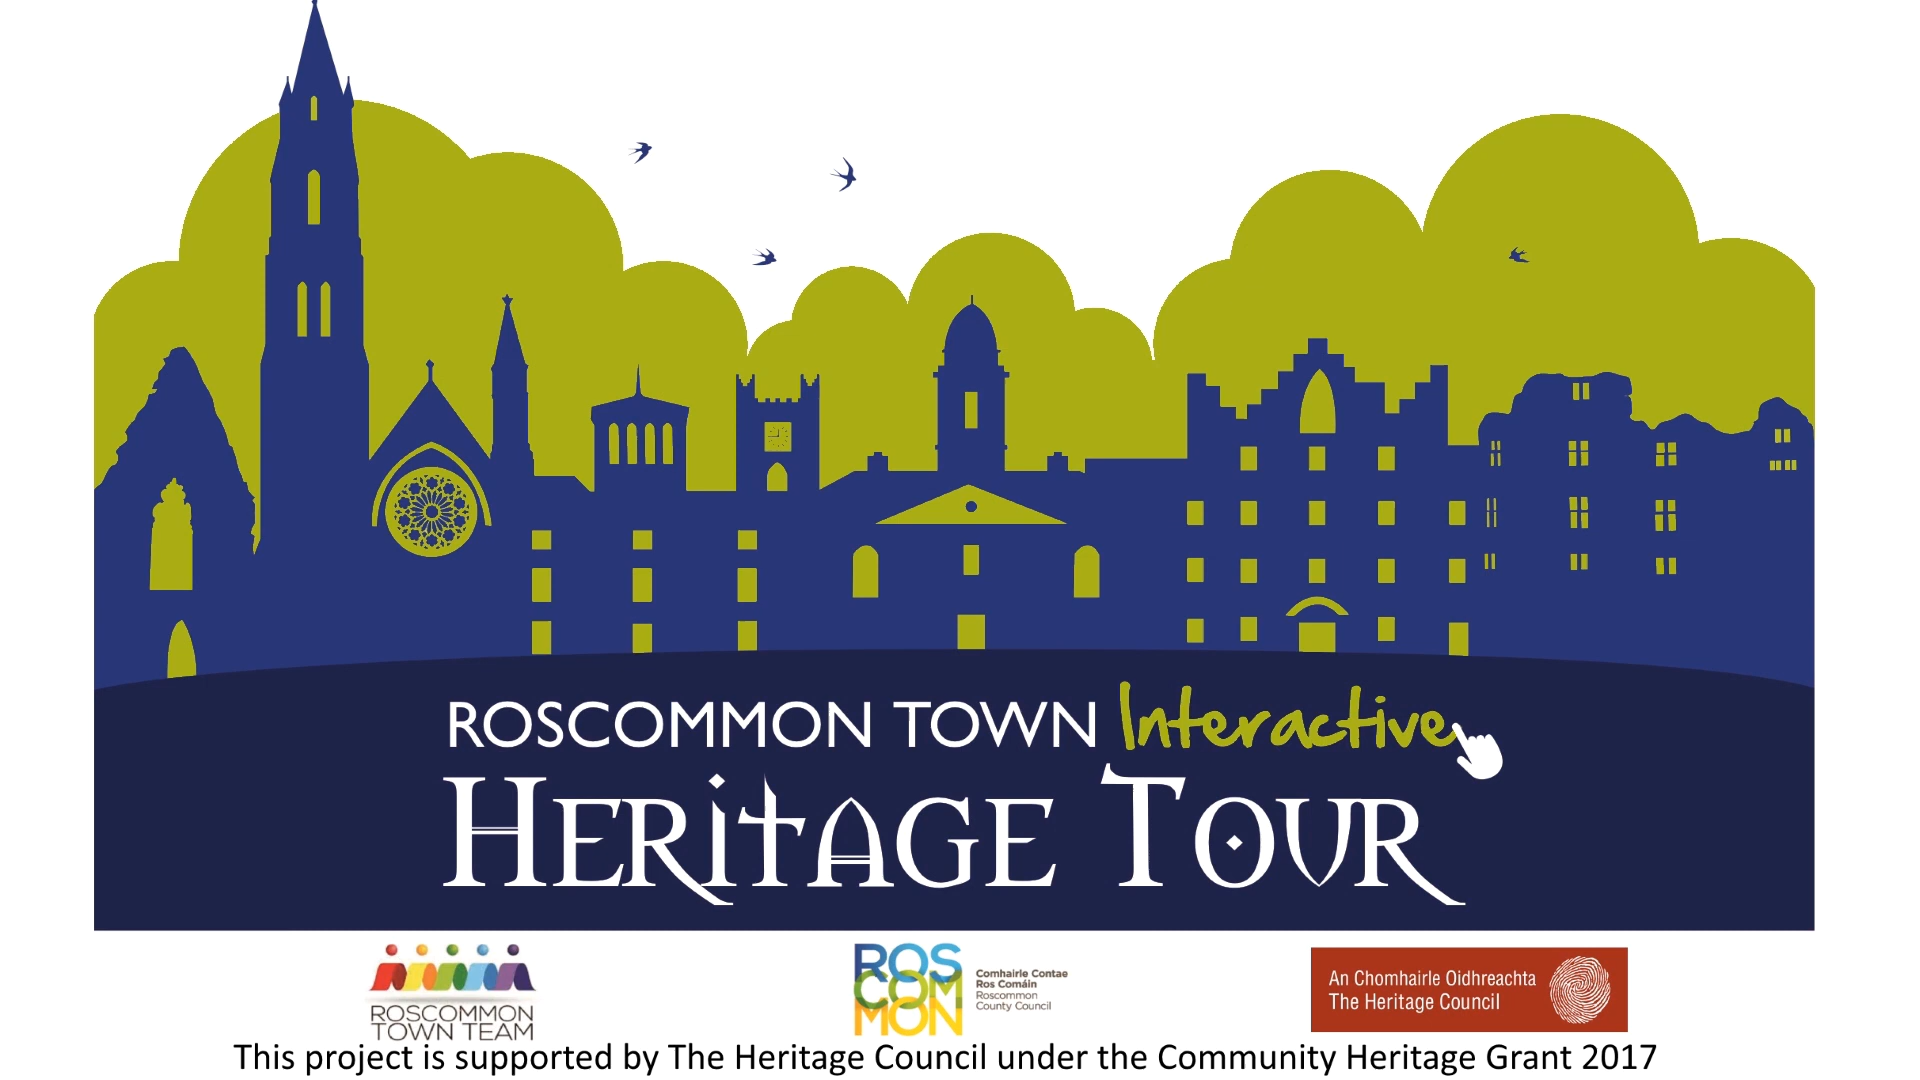 ROSCOMMON TOWN Interactive
HERITAGE TOUR
ROSCOMMON
TOWN TEAM
ROS
COM
MON
Comhairle Contae
Ros Comáin
Roscommon
County Council
An Chomhairle Oidhreachta
The Heritage Council
This project is supported by The Heritage Council under the Community Heritage Grant 2017